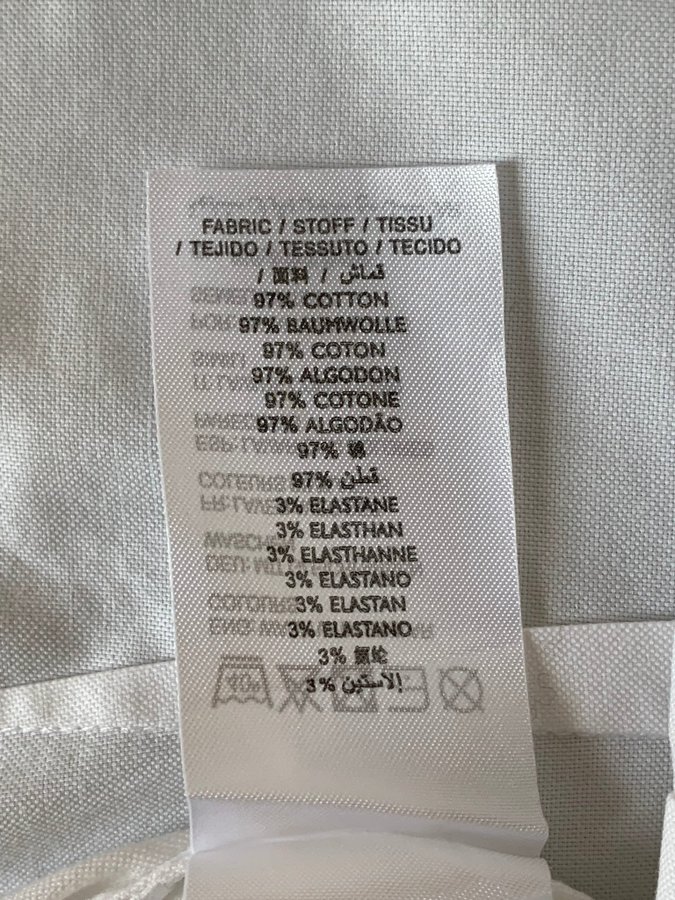 FABRIC / STOFF / TISSU
/ TEJIDO / TESSUTO / TECIDO
/ 面料 / قماش
97% COTTON
97% BAUMWOLLE
97% COTON
97% ALGODON
97% COTONE
97% ALGODÃO
97% 棉
97% قطن
3% ELASTANE
3% ELASTHAN
3% ELASTHANNE
3% ELASTANO
3% ELASTAN
3% ELASTANO
3% 氨纶
3% إلاستين